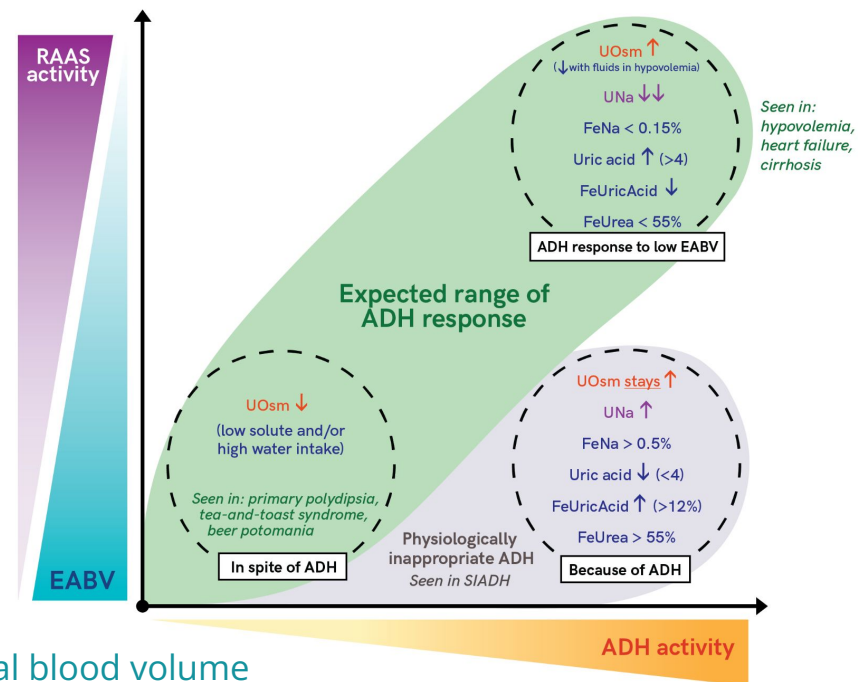 RAAS
activity
EABV
UOsm ↑
(↓with fluids in hypovolemia)
UNa ↓↓
FeNa < 0.15%
Uric acid ↑ (>4)
FeUricAcid ↓
FeUrea < 55%
ADH response to low EABV
Seen in:
hypovolemia,
heart failure,
cirrhosis
Expected range of
ADH response
UOsm ↓
(low solute and/or
high water intake)
Seen in: primary polydipsia,
tea-and-toast syndrome,
beer potomania
In spite of ADH
Physiologically
inappropriate ADH
Seen in SIADH
UOsm stays ↑
UNa ↑
FeNa > 0.5%
Uric acid ↓ (<4)
FeUricAcid ↑ (>12%)
FeUrea > 55%
Because of ADH
ADH activity
al blood volume